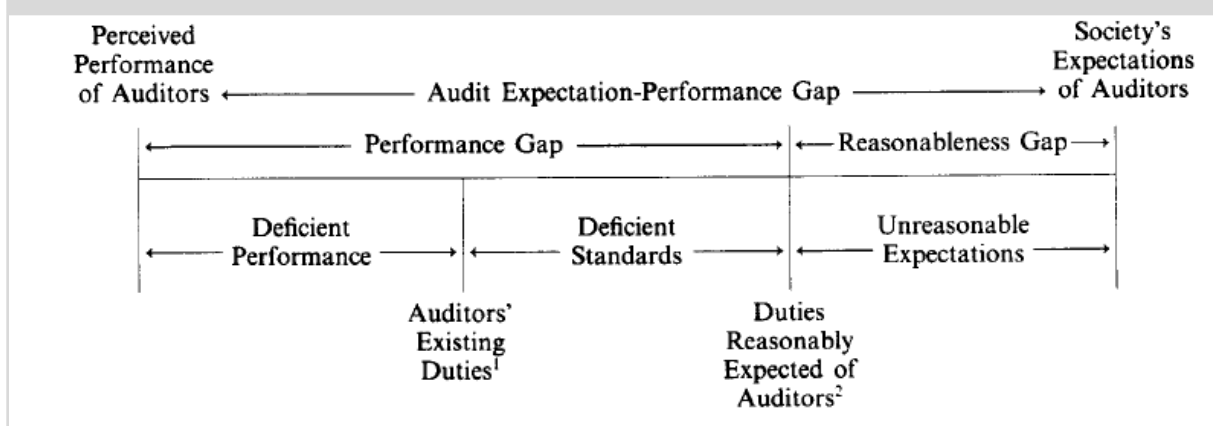 Perceived
Performance
of Auditors
Society's
Expectations
of Auditors
Audit Expectation-Performance Gap
Performance Gap
Reasonableness Gap
Deficient
Performance
Deficient
Standards
Unreasonable
Expectations
Auditors'
Existing
Duties¹
Duties
Reasonably
Expected of
Auditors²